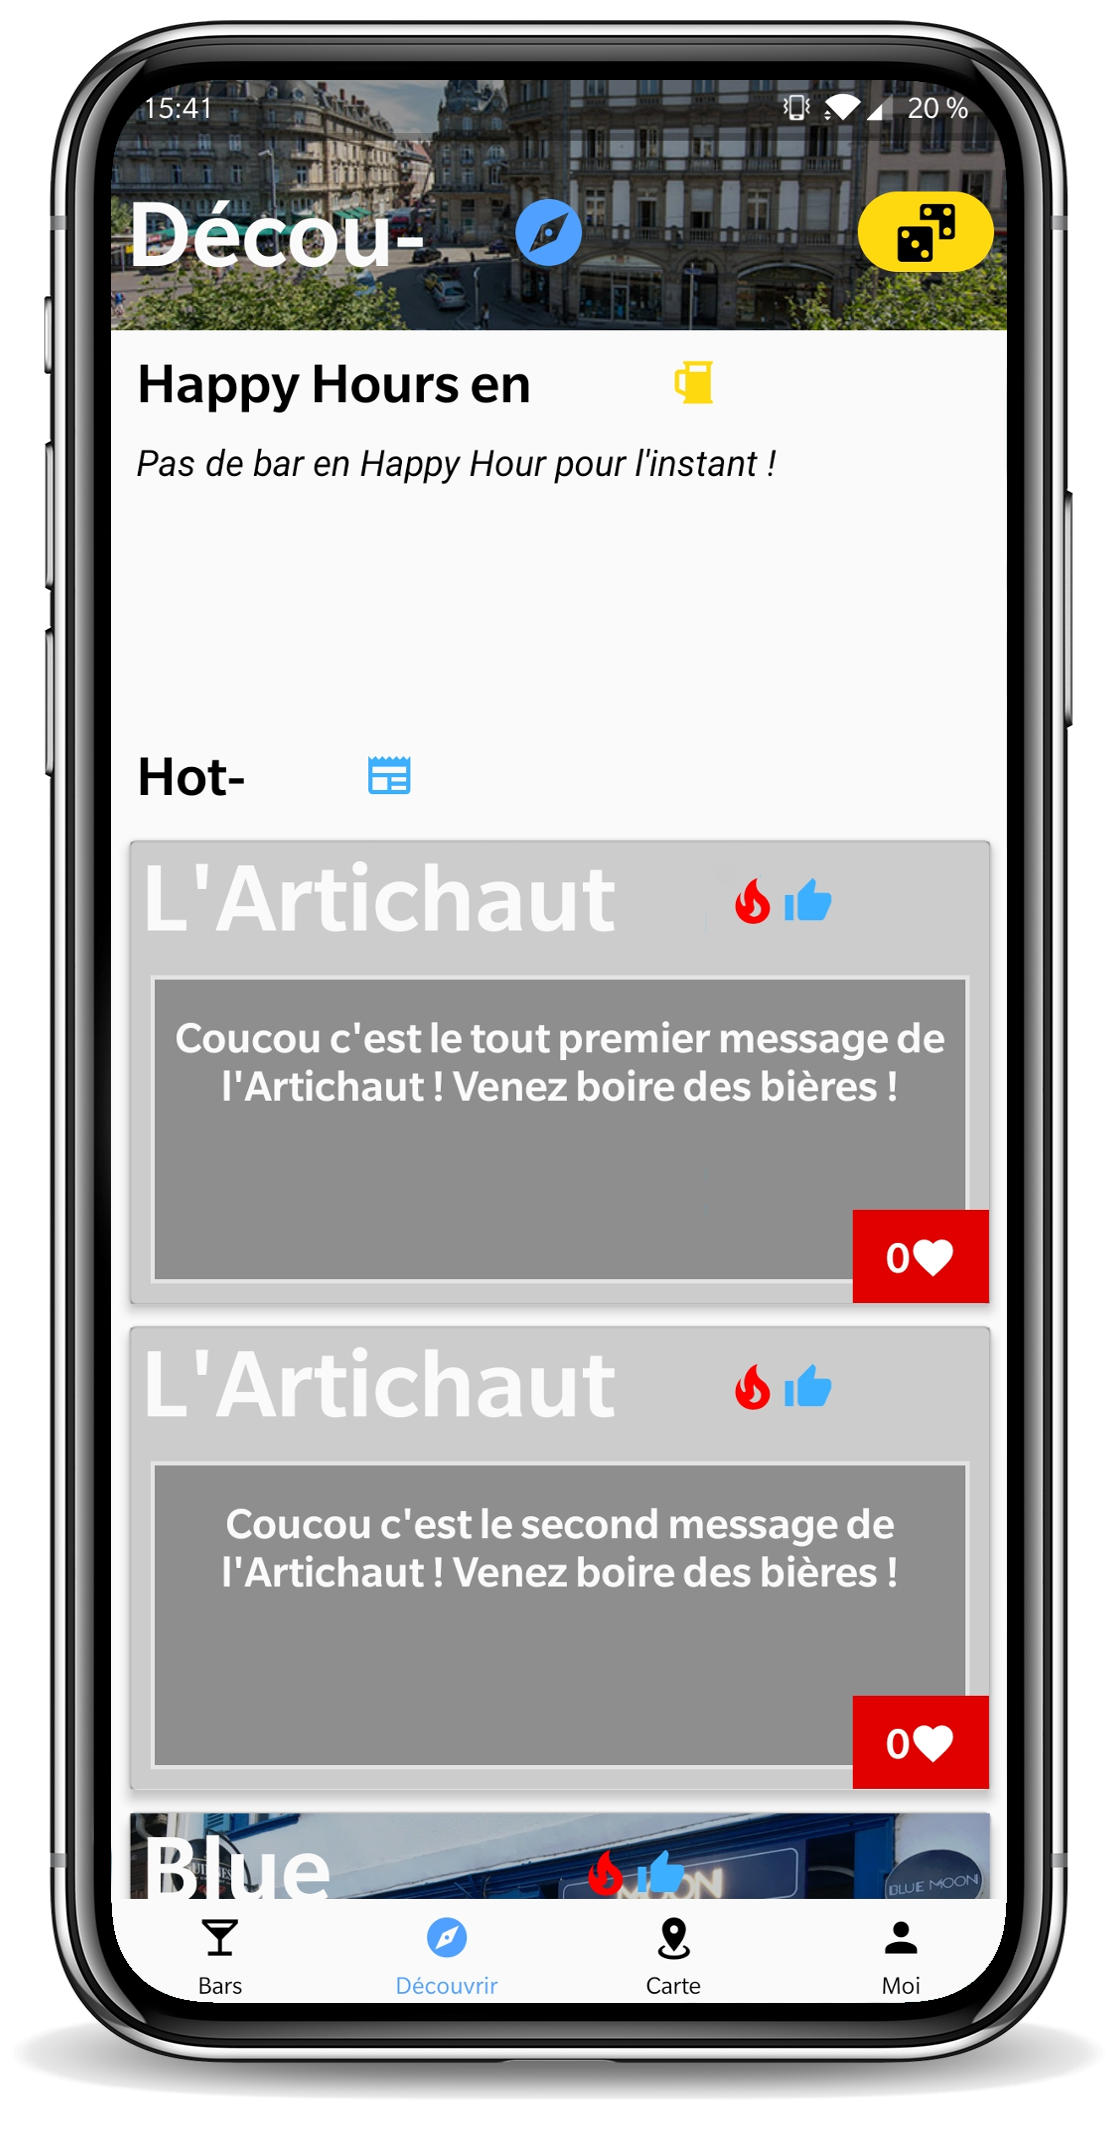 15:41
20 %
Décou-
Happy Hours en
Pas de bar en Happy Hour pour l'instant !
Hot-
L'Artichaut
Coucou c'est le tout premier message de
l'Artichaut ! Venez boire des bières !
0
L'Artichaut
Coucou c'est le second message de
l'Artichaut ! Venez boire des bières !
0
Blue
MOON
BLUE MOON
Bars
Découvrir
Carte
Moi